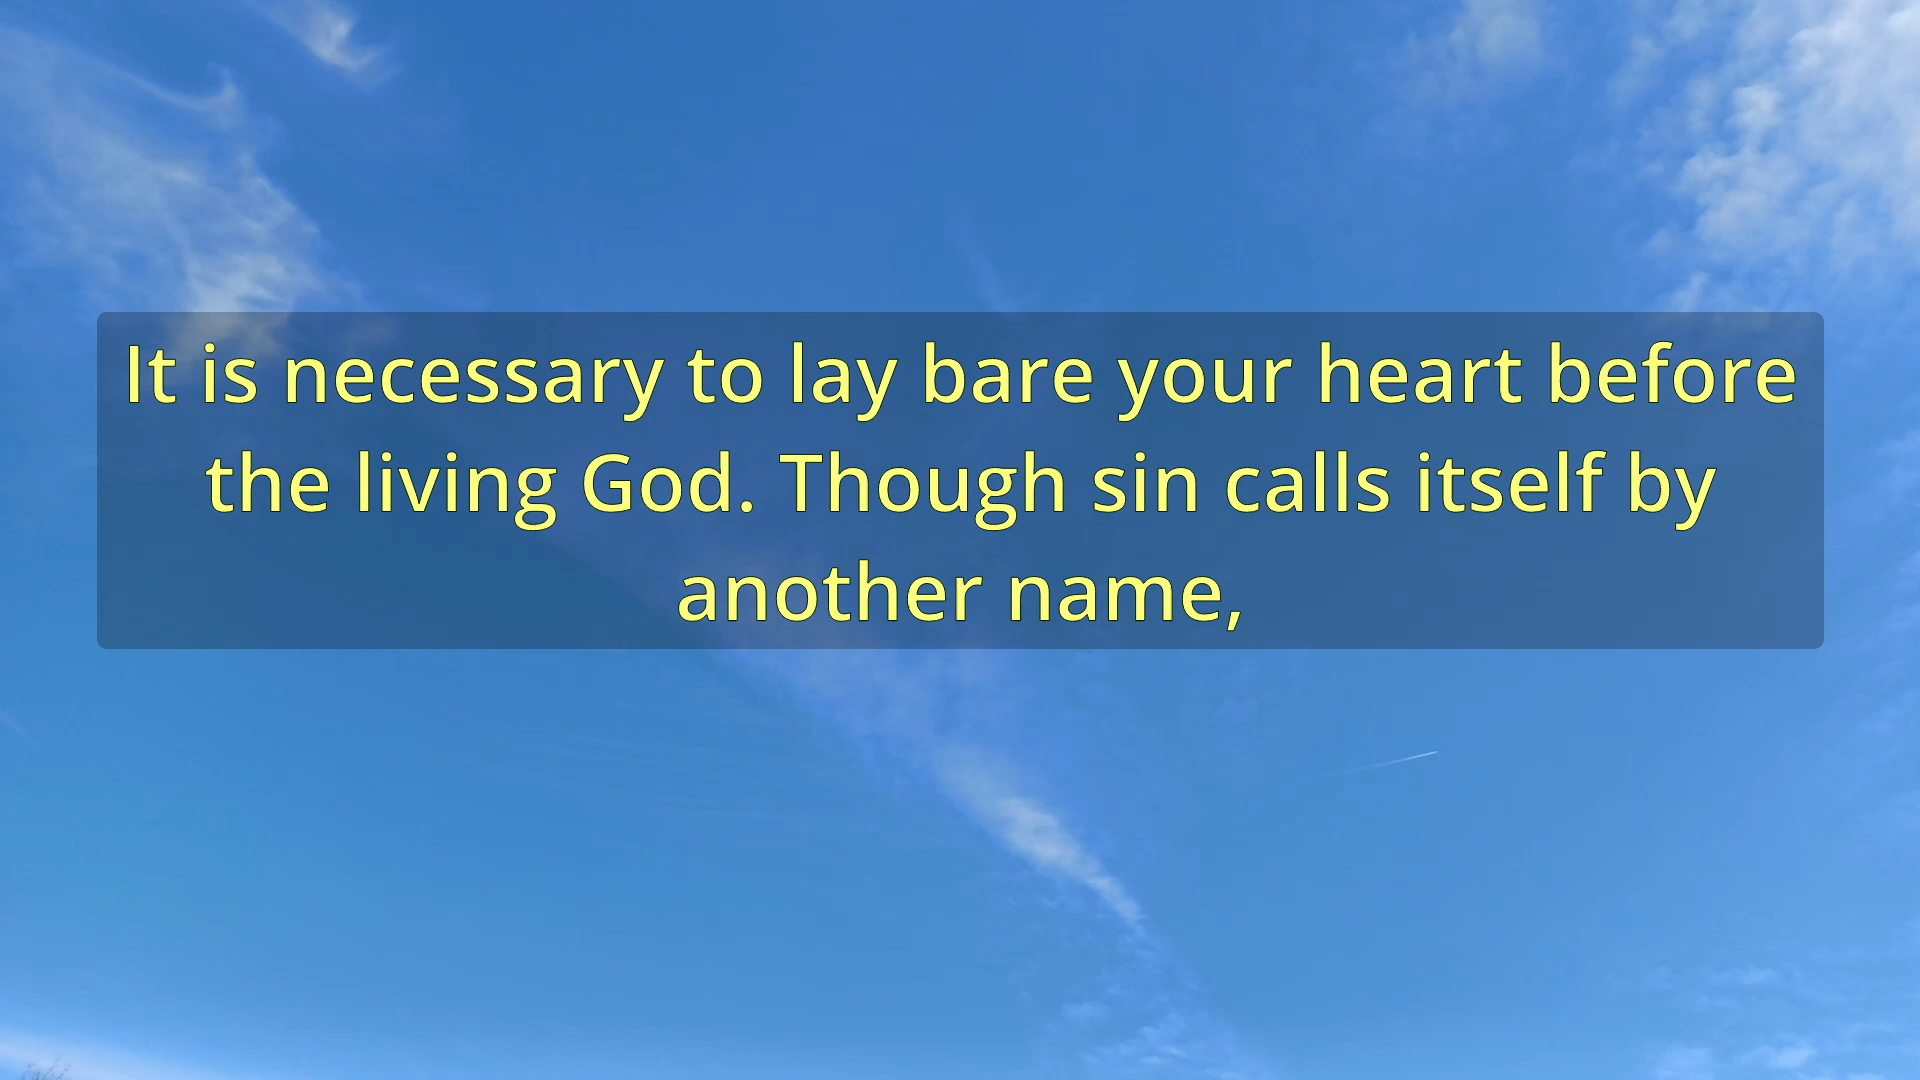 It is necessary to lay bare your heart before
the living God. Though sin calls itself by
another name,